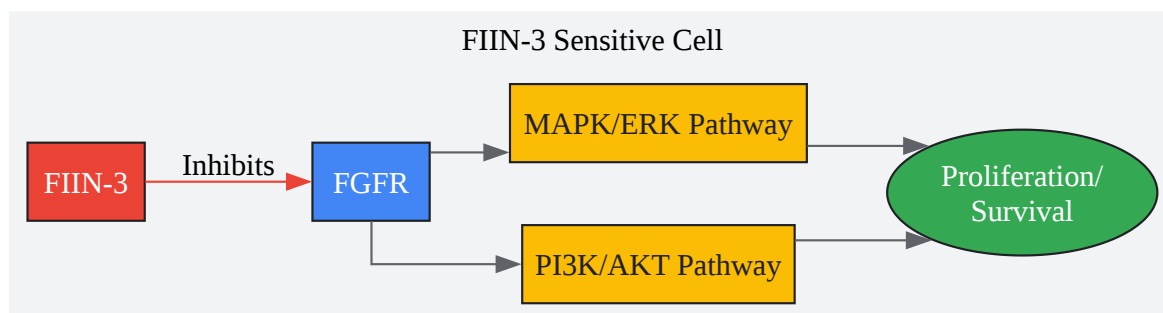 FIIN-3 Sensitive Cell
MAPK/ERK Pathway
FIIN-3
Inhibits
FGFR
Proliferation/
Survival
PI3K/AKT Pathway